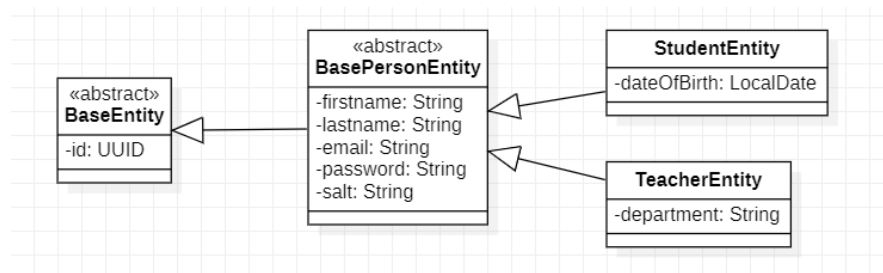 «abstract»
BaseEntity
-id: UUID
«abstract»
BasePersonEntity
-firstname: String
-lastname: String
-email: String
-password: String
-salt: String
StudentEntity
-dateOfBirth: LocalDate
TeacherEntity
-department: String